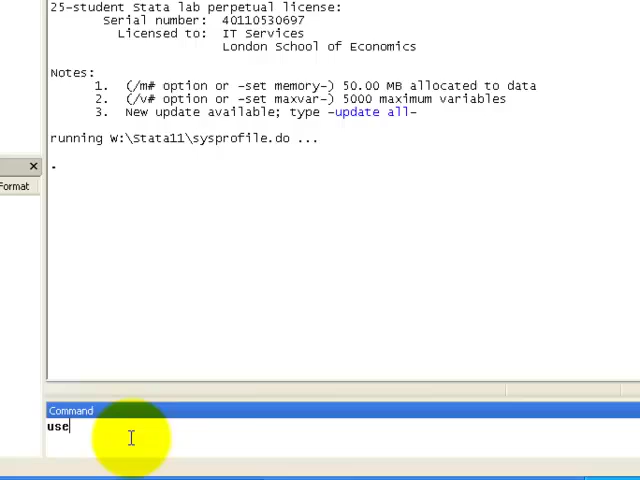 25-student Stata lab perpetual license:
Serial number: 40110530697
Licensed to: IT Services
London School of Economics
Notes:
1. (/m# option or -set memory-) 50.00 MB allocated to data
2. (/v# option or -set maxvar-) 5000 maximum variables
3. New update available; type -update all-
running W:\Stata11\sysprofile.do ...
.
Format
Command
use